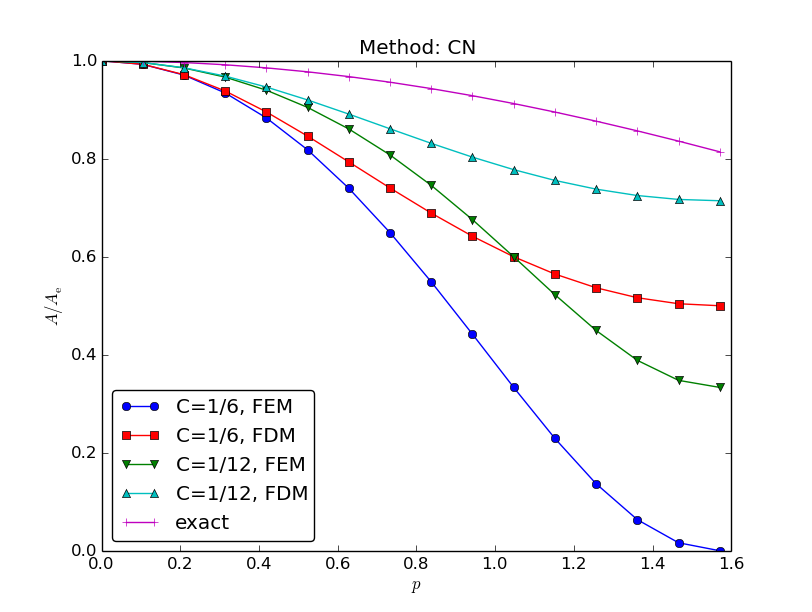 Method: CN
1.0
0.8
0.6
0.4
0.2
0.0
A/A_e
C=1/6, FEM
C=1/6, FDM
C=1/12, FEM
C=1/12, FDM
exact
0.0 0.2 0.4 0.6 0.8 1.0 1.2 1.4 1.6
p